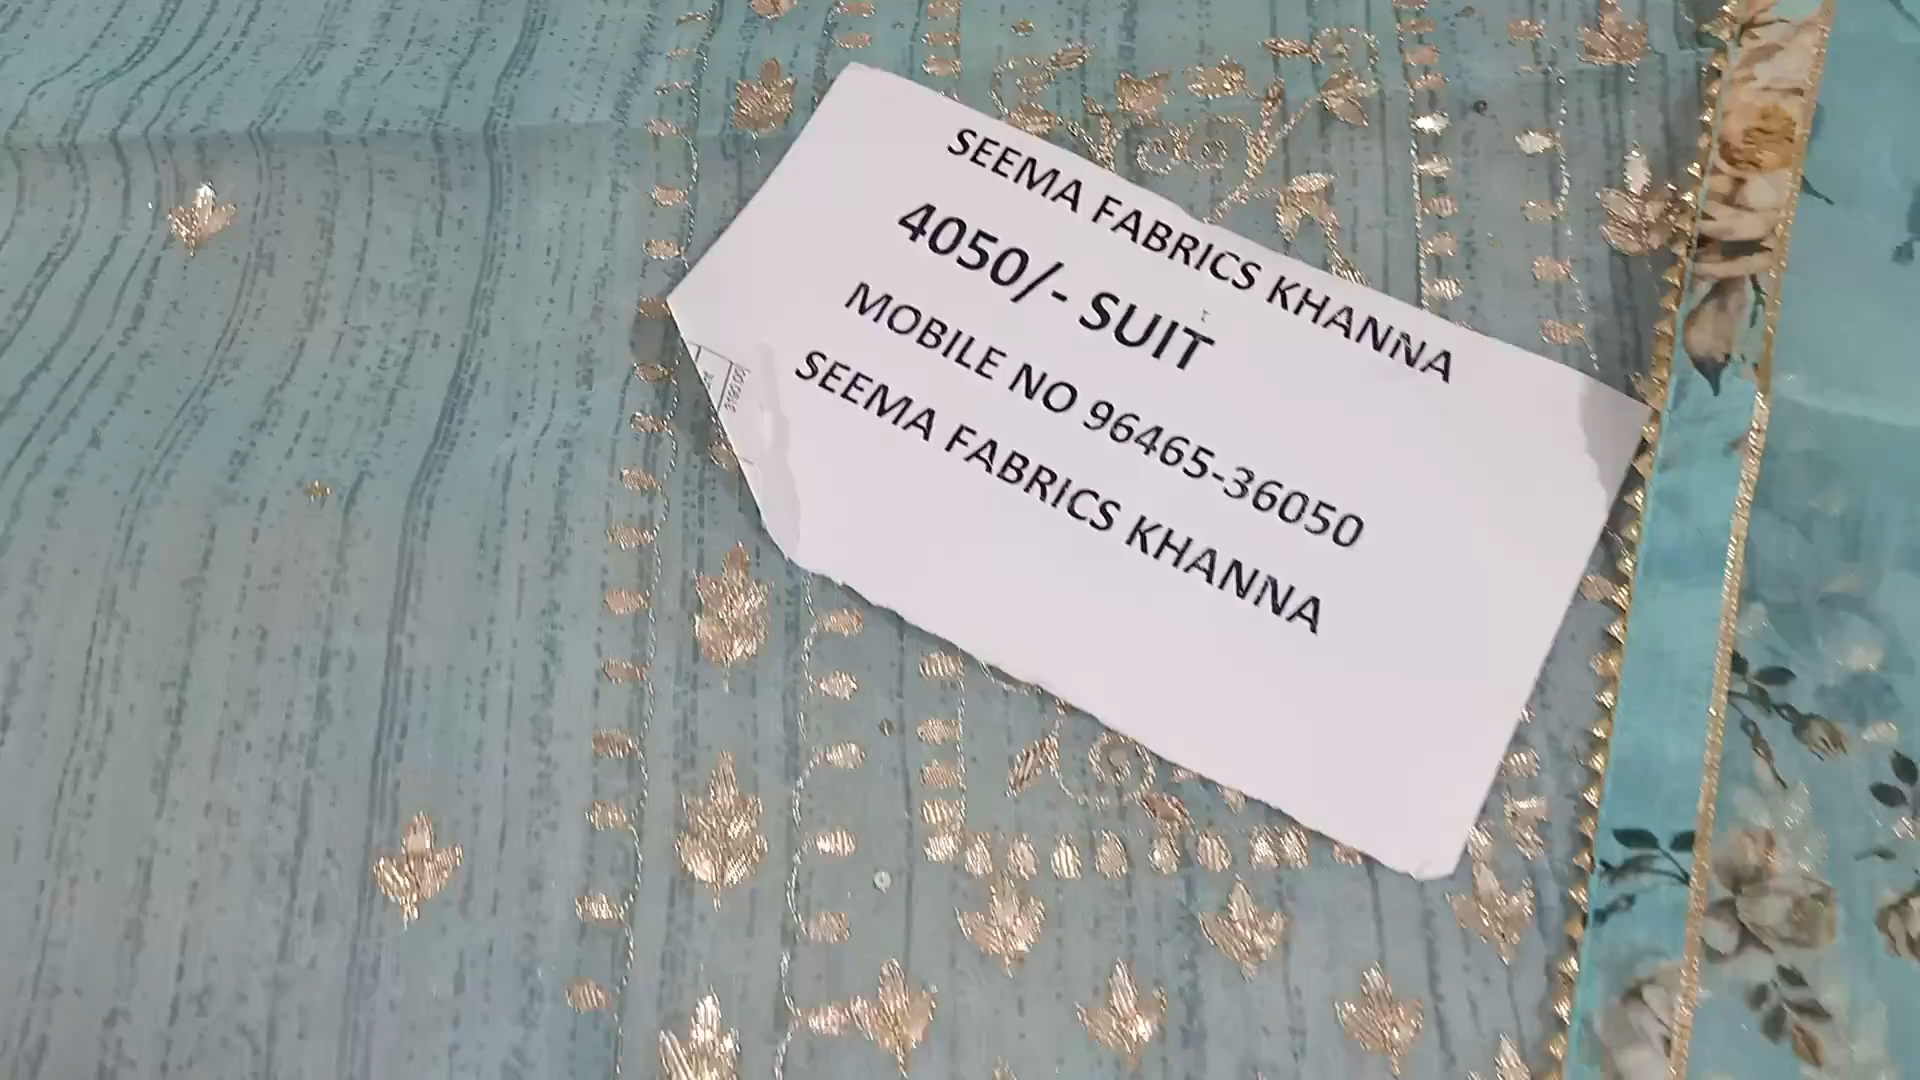 SEEMA FABRICS KHANNA
4050/- SUIT
MOBILE NO 96465-36050
SEEMA FABRICS KHANNA